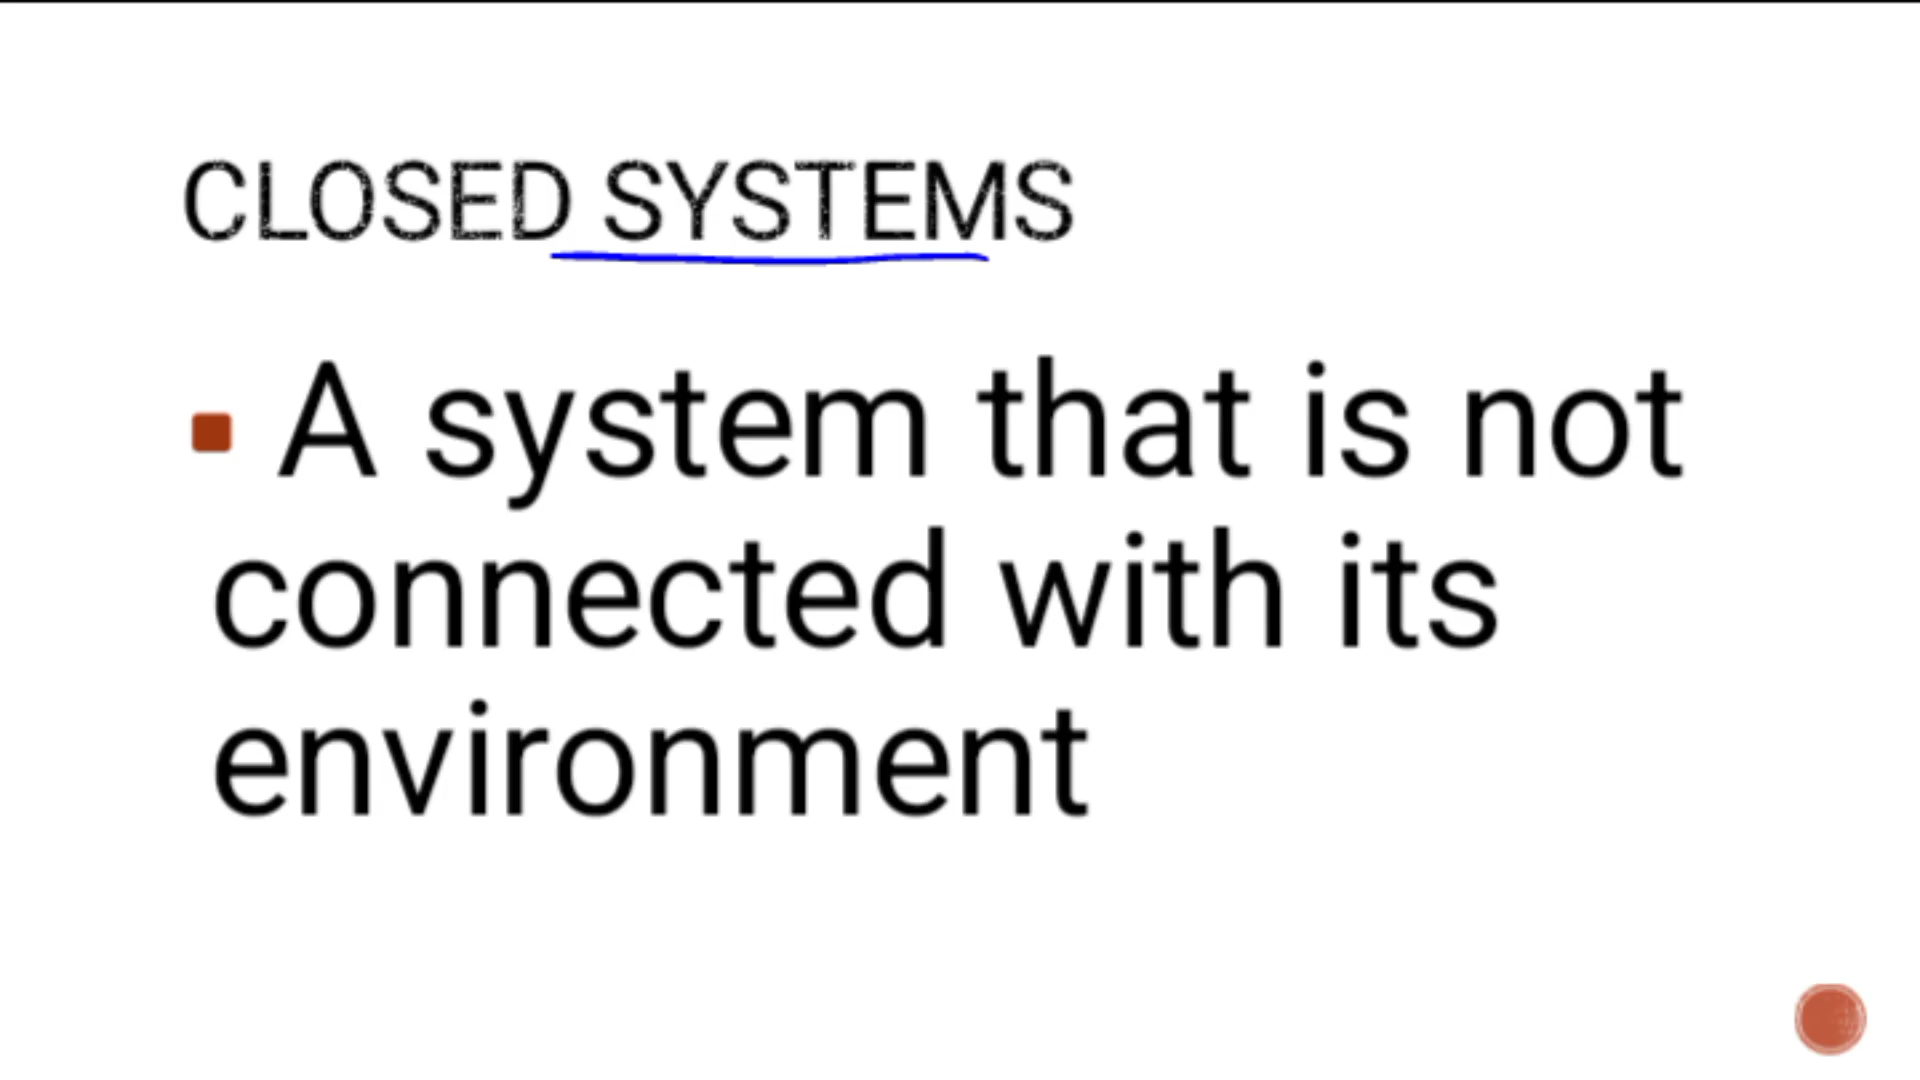 CLOSED SYSTEMS
▪ A system that is not
connected with its
environment